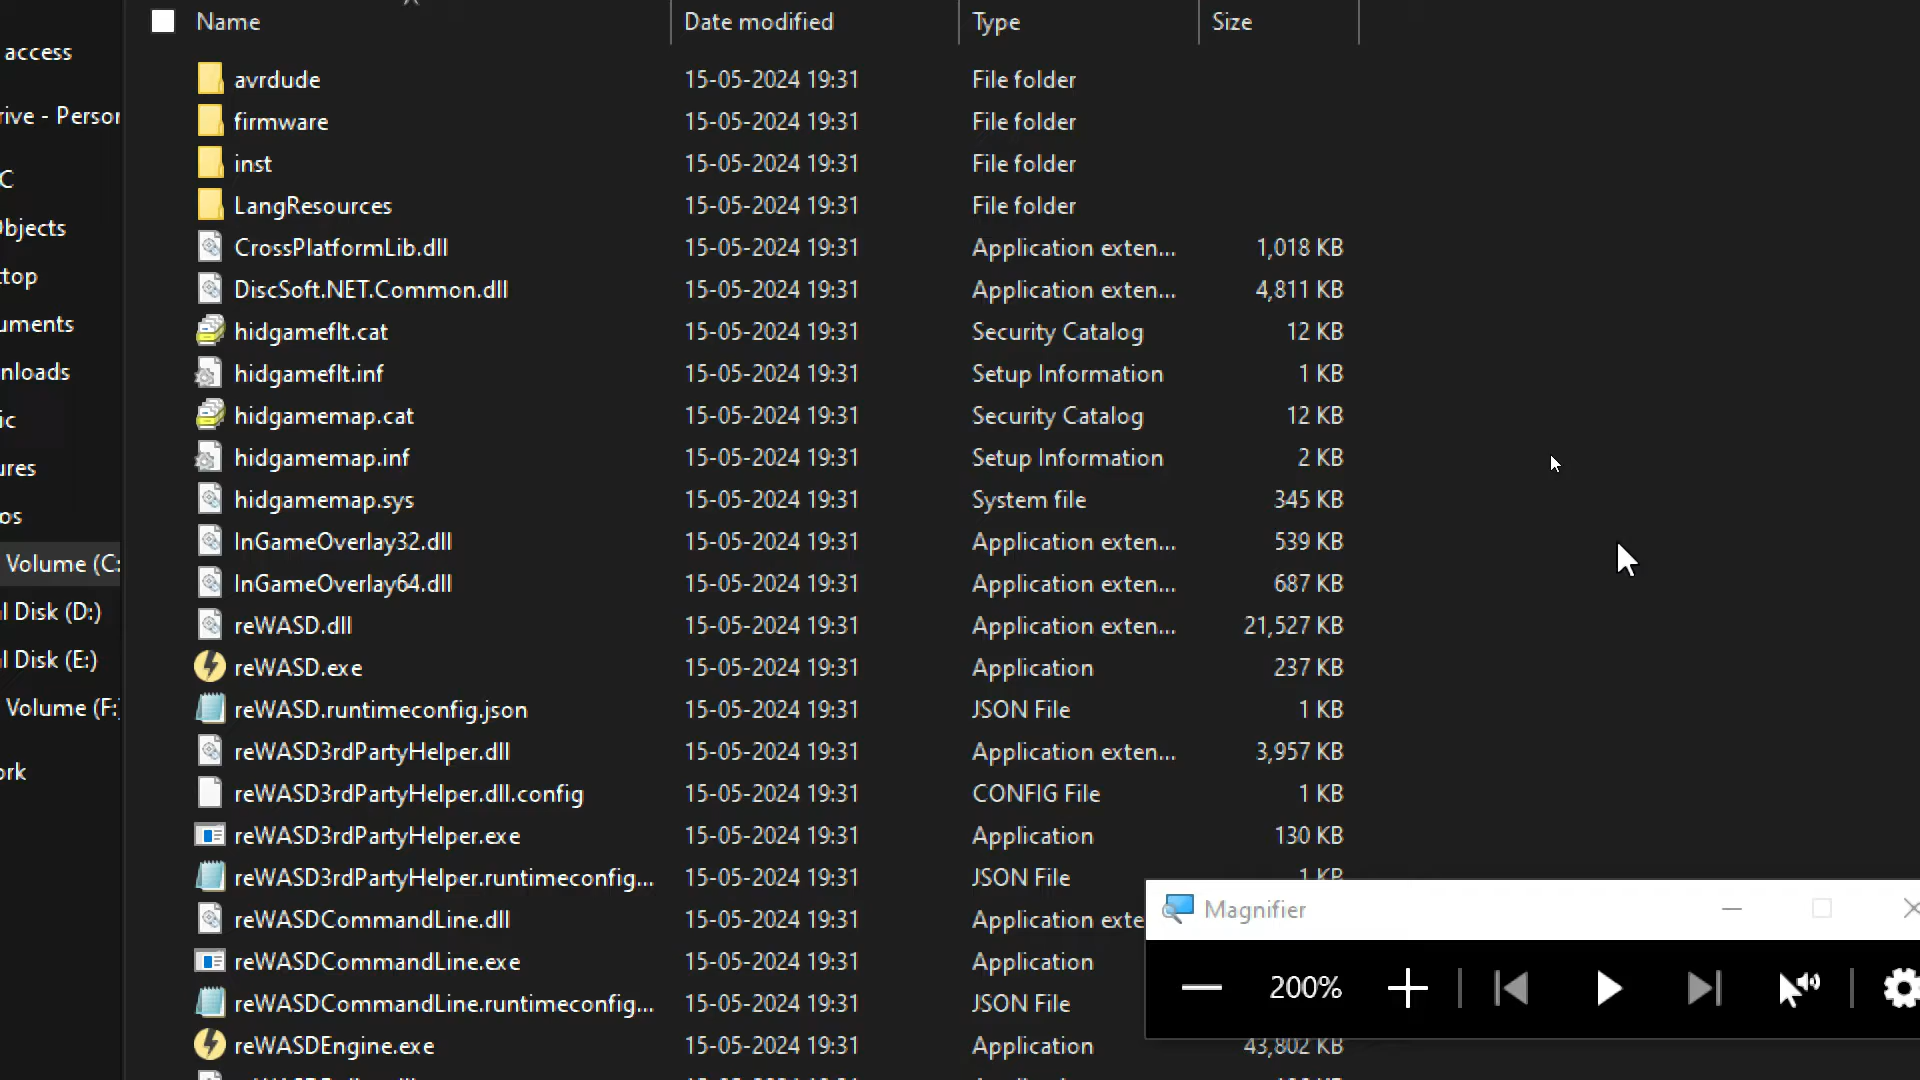 Name Date modified Type Size
access
rive - Person
C
Objects
top
uments
nloads
ic
ures
os
Volume (C:
l Disk (D:)
l Disk (E:)
Volume (F:)
ork
avrdude 15-05-2024 19:31 File folder
firmware 15-05-2024 19:31 File folder
inst 15-05-2024 19:31 File folder
LangResources 15-05-2024 19:31 File folder
CrossPlatformLib.dll 15-05-2024 19:31 Application exten... 1,018 KB
DiscSoft.NET.Common.dll 15-05-2024 19:31 Application exten... 4,811 KB
hidgameflt.cat 15-05-2024 19:31 Security Catalog 12 KB
hidgameflt.inf 15-05-2024 19:31 Setup Information 1 KB
hidgamemap.cat 15-05-2024 19:31 Security Catalog 12 KB
hidgamemap.inf 15-05-2024 19:31 Setup Information 2 KB
hidgamemap.sys 15-05-2024 19:31 System file 345 KB
InGameOverlay32.dll 15-05-2024 19:31 Application exten... 539 KB
InGameOverlay64.dll 15-05-2024 19:31 Application exten... 687 KB
reWASD.dll 15-05-2024 19:31 Application exten... 21,527 KB
reWASD.exe 15-05-2024 19:31 Application 237 KB
reWASD.runtimeconfig.json 15-05-2024 19:31 JSON File 1 KB
reWASD3rdPartyHelper.dll 15-05-2024 19:31 Application exten... 3,957 KB
reWASD3rdPartyHelper.dll.config 15-05-2024 19:31 CONFIG File 1 KB
reWASD3rdPartyHelper.exe 15-05-2024 19:31 Application 130 KB
reWASD3rdPartyHelper.runtimeconfig... 15-05-2024 19:31 JSON File 1 KB
reWASDCommandLine.dll 15-05-2024 19:31 Application exte
reWASDCommandLine.exe 15-05-2024 19:31 Application
reWASDCommandLine.runtimeconfig... 15-05-2024 19:31 JSON File
reWASDEngine.exe 15-05-2024 19:31 Application 43,802 KB
Magnifier
200%